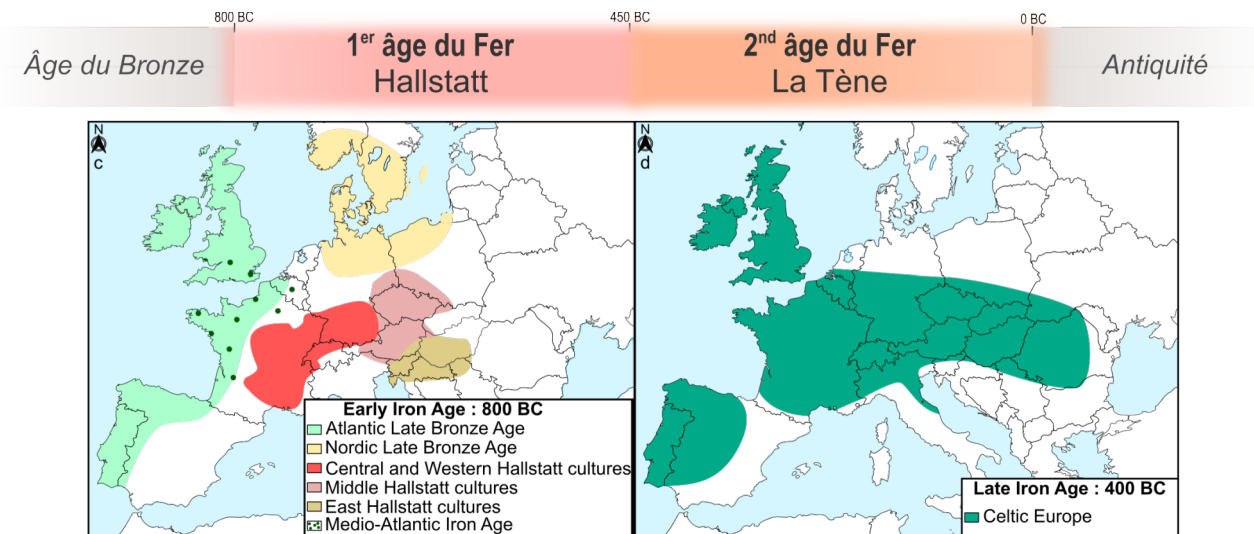 800 BC
450 BC
0 BC
Âge du Bronze
1er âge du Fer
Hallstatt
2nd âge du Fer
La Tène
Antiquité
N
c
N
d
Early Iron Age : 800 BC
Atlantic Late Bronze Age
Nordic Late Bronze Age
Central and Western Hallstatt cultures
Middle Hallstatt cultures
East Hallstatt cultures
Medio-Atlantic Iron Age
Late Iron Age : 400 BC
Celtic Europe